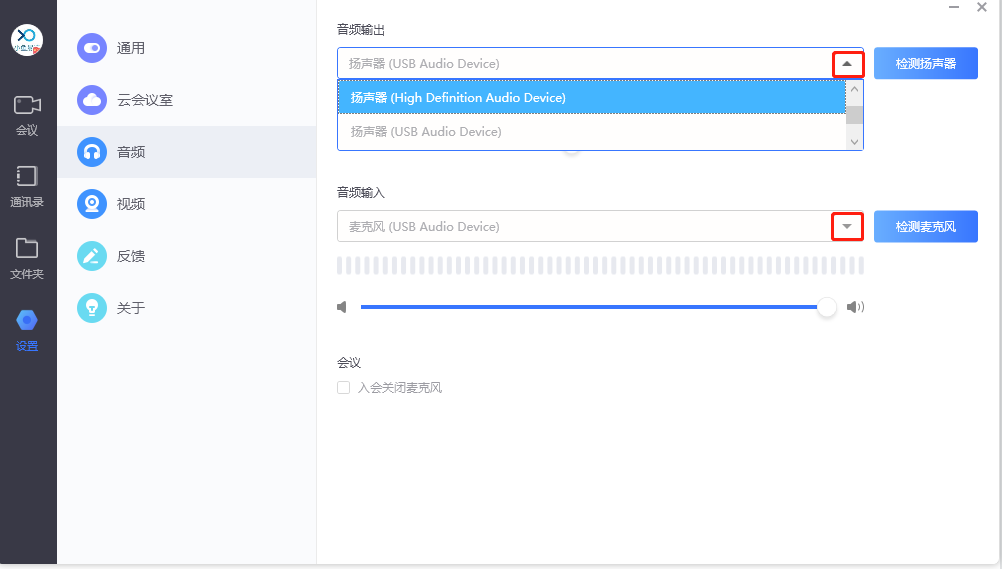 会议
通讯录
文件夹
设置
通用
云会议室
音频
视频
反馈
关于
音频输出
扬声器 (USB Audio Device)
检测扬声器
扬声器 (High Definition Audio Device)
扬声器 (USB Audio Device)
音频输入
麦克风 (USB Audio Device)
检测麦克风
会议
入会关闭麦克风